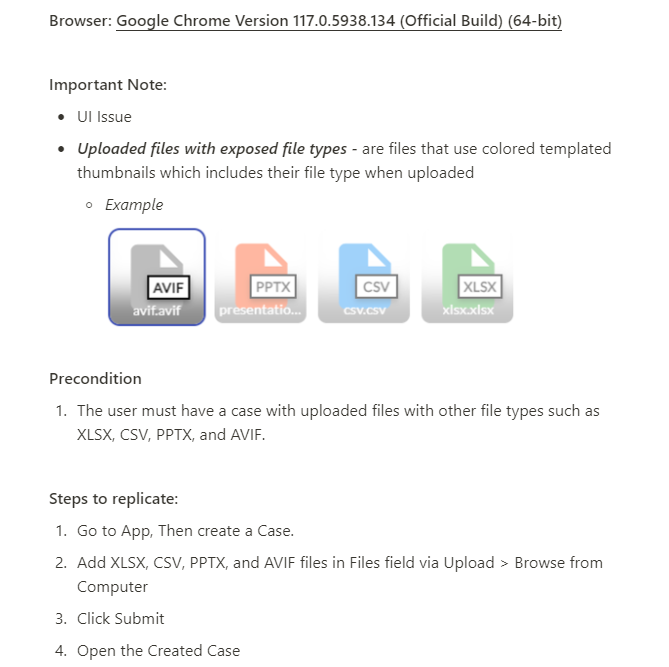 Browser: Google Chrome Version 117.0.5938.134 (Official Build) (64-bit)
Important Note:
• UI Issue
• Uploaded files with exposed file types - are files that use colored templated
thumbnails which includes their file type when uploaded
○ Example
AVIF PPTX CSV XLSX
avif.avif presentatio... csv.csv xlsx.xlsx
Precondition
1. The user must have a case with uploaded files with other file types such as
XLSX, CSV, PPTX, and AVIF.
Steps to replicate:
1. Go to App, Then create a Case.
2. Add XLSX, CSV, PPTX, and AVIF files in Files field via Upload > Browse from
Computer
3. Click Submit
4. Open the Created Case